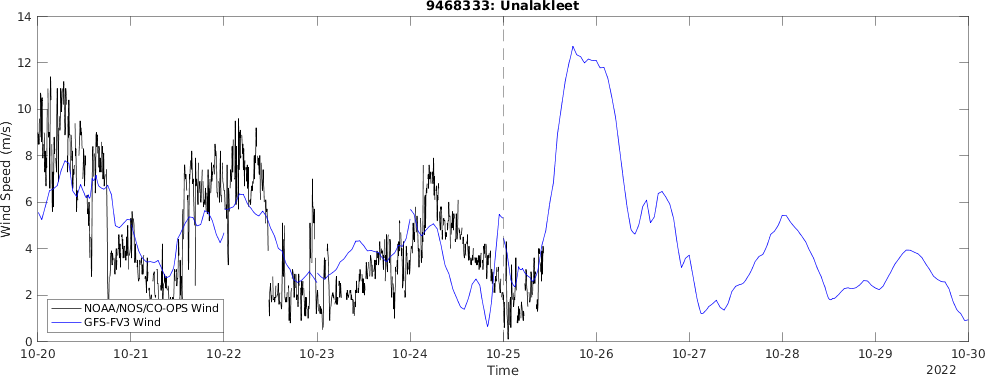 9468333: Unalakleet
14
12
10
8
6
4
2
0
Wind Speed (m/s)
NOAA/NOS/CO-OPS Wind
GFS-FV3 Wind
10-20 10-21 10-22 10-23 10-24 10-25 10-26 10-27 10-28 10-29 10-30
Time
2022